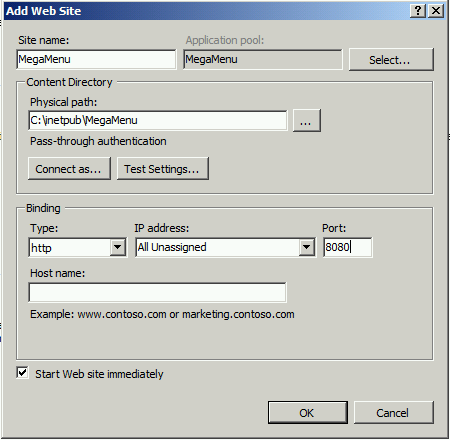 Add Web Site
Site name:
Application pool:
MegaMenu
MegaMenu
Select...
Content Directory
Physical path:
C:\inetpub\MegaMenu
...
Pass-through authentication
Connect as...
Test Settings...
Binding
Type:
IP address:
Port:
http
All Unassigned
8080
Host name:
Example: www.contoso.com or marketing.contoso.com
Start Web site immediately
OK
Cancel